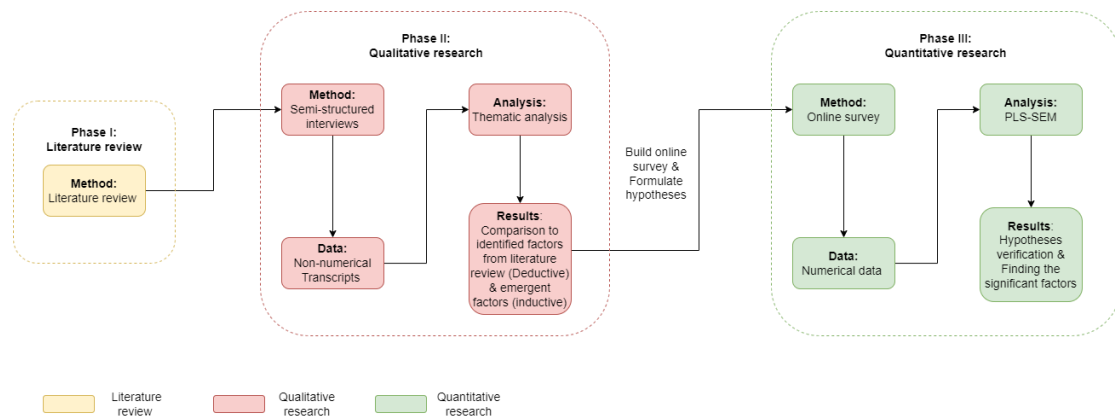 Phase I:
Literature review
Method:
Literature review
Phase II:
Qualitative research
Method:
Semi-structured
interviews
Data:
Non-numerical
Transcripts
Analysis:
Thematic analysis
Results:
Comparison to
identified factors
from literature
review (Deductive)
& emergent
factors (inductive)
Build online
survey &
Formulate
hypotheses
Phase III:
Quantitative research
Method:
Online survey
Data:
Numerical data
Analysis:
PLS-SEM
Results:
Hypotheses
verification &
Finding the
significant factors
Literature
review
Qualitative
research
Quantitative
research